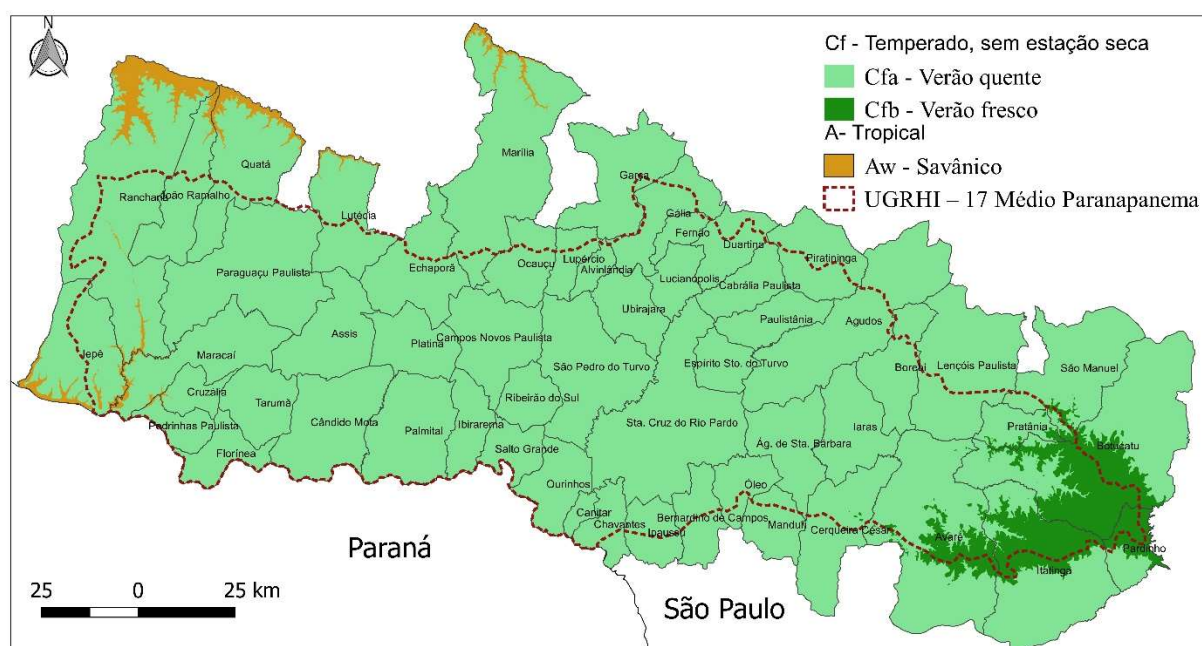 N
Cf - Temperado, sem estação seca
Cfa - Verão quente
Cfb - Verão fresco
A- Tropical
Aw - Savânico
UGRHI – 17 Médio Paranapanema
Marília
Quatá
Garça
João Ramalho
Rancharia
Lutécia
Gália
Fernão
Duartina
Echaporã
Ocauçu
Lupércio
Alvinlândia
Piratininga
Paraguaçu Paulista
Lucianópolis
Cabrália Paulista
Ubirajara
Paulistânia
Agudos
Assis
Platina
Campos Novos Paulista
Iepê
Maracaí
São Pedro do Turvo
Espírito Sto. do Turvo
Borebi
Lençóis Paulista
São Manuel
Cruzália
Tarumã
Ribeirão do Sul
Pedrinhas Paulista
Cândido Mota
Palmital
Ibirarema
Sta. Cruz do Rio Pardo
Iaras
Pratânia
Florínea
Salto Grande
Ág. de Sta. Bárbara
Botucatu
Ourinhos
Óleo
Canitar
Chavantes
Bernardino de Campos
Ipaussu
Manduri
Cerqueira César
Avaré
Pardinho
Itatinga
Paraná
São Paulo
25 0 25 km